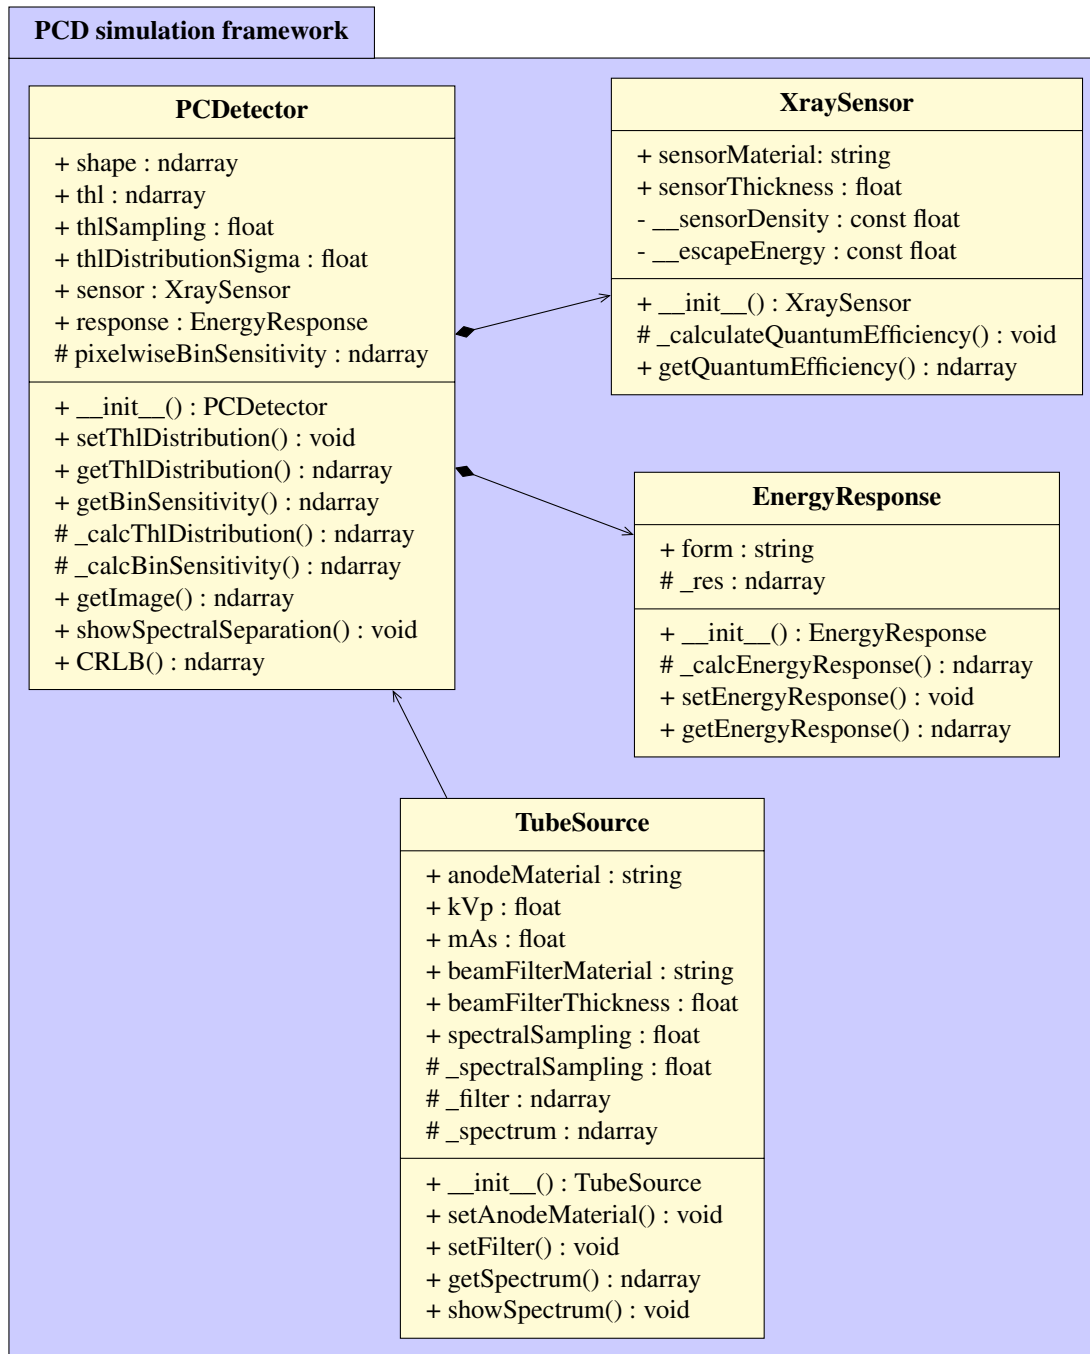 PCD simulation framework
PCDetector
+ shape : ndarray
+ thl : ndarray
+ thlSampling : float
+ thlDistributionSigma : float
+ sensor : XraySensor
+ response : EnergyResponse
# pixelwiseBinSensitivity : ndarray
+ __init__() : PCDetector
+ setThlDistribution() : void
+ getThlDistribution() : ndarray
+ getBinSensitivity() : ndarray
# _calcThlDistribution() : ndarray
# _calcBinSensitivity() : ndarray
+ getImage() : ndarray
+ showSpectralSeparation() : void
+ CRLB() : ndarray
XraySensor
+ sensorMaterial: string
+ sensorThickness : float
- __sensorDensity : const float
- __escapeEnergy : const float
+ __init__() : XraySensor
# _calculateQuantumEfficiency() : void
+ getQuantumEfficiency() : ndarray
EnergyResponse
+ form : string
# _res : ndarray
+ __init__() : EnergyResponse
# _calcEnergyResponse() : ndarray
+ setEnergyResponse() : void
+ getEnergyResponse() : ndarray
TubeSource
+ anodeMaterial : string
+ kVp : float
+ mAs : float
+ beamFilterMaterial : string
+ beamFilterThickness : float
+ spectralSampling : float
# _spectralSampling : float
# _filter : ndarray
# _spectrum : ndarray
+ __init__() : TubeSource
+ setAnodeMaterial() : void
+ setFilter() : void
+ getSpectrum() : ndarray
+ showSpectrum() : void